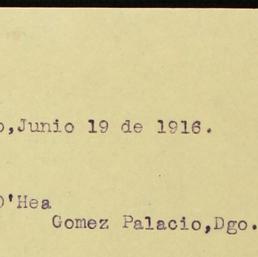 o,Junio 19 de 1916.
O'Hea
Gomez Palacio,Dgo.